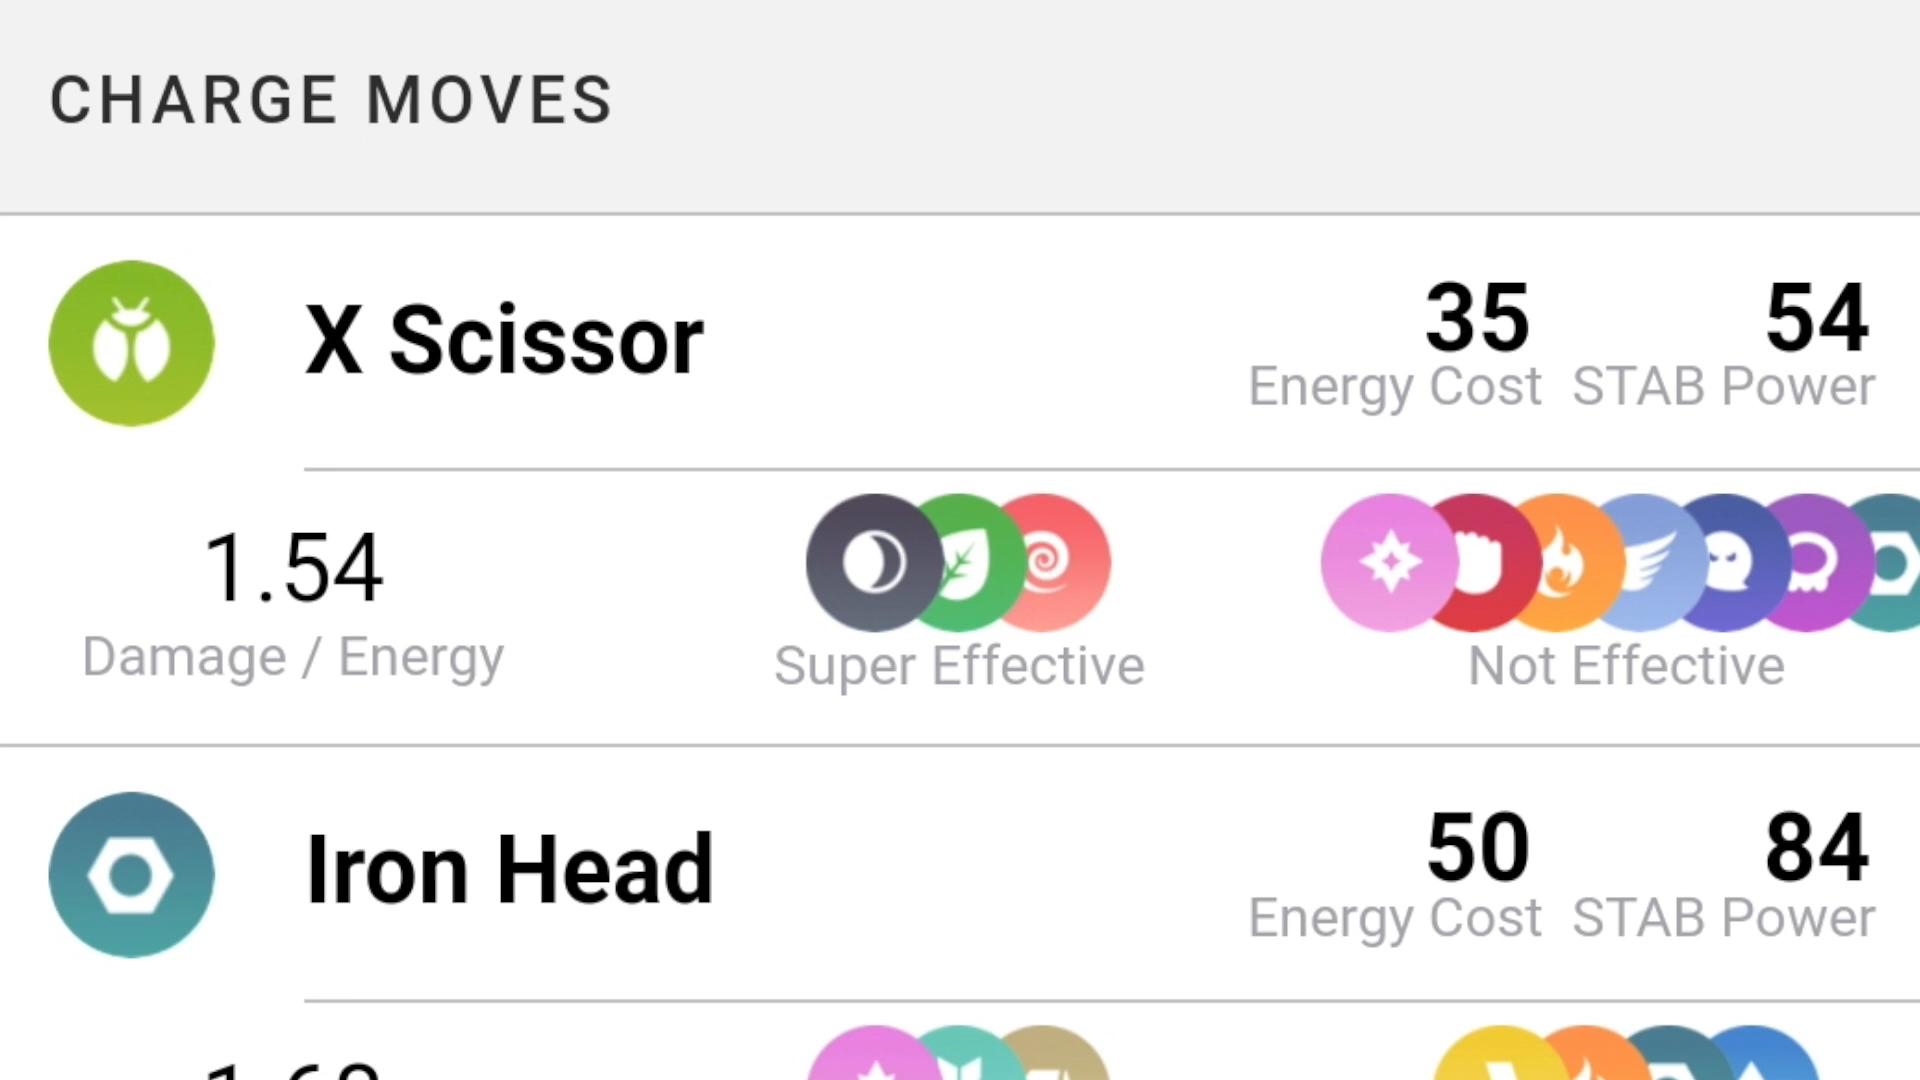 CHARGE MOVES
X Scissor
35 54
Energy Cost STAB Power
1.54
Damage / Energy
Super Effective
Not Effective
Iron Head
50 84
Energy Cost STAB Power